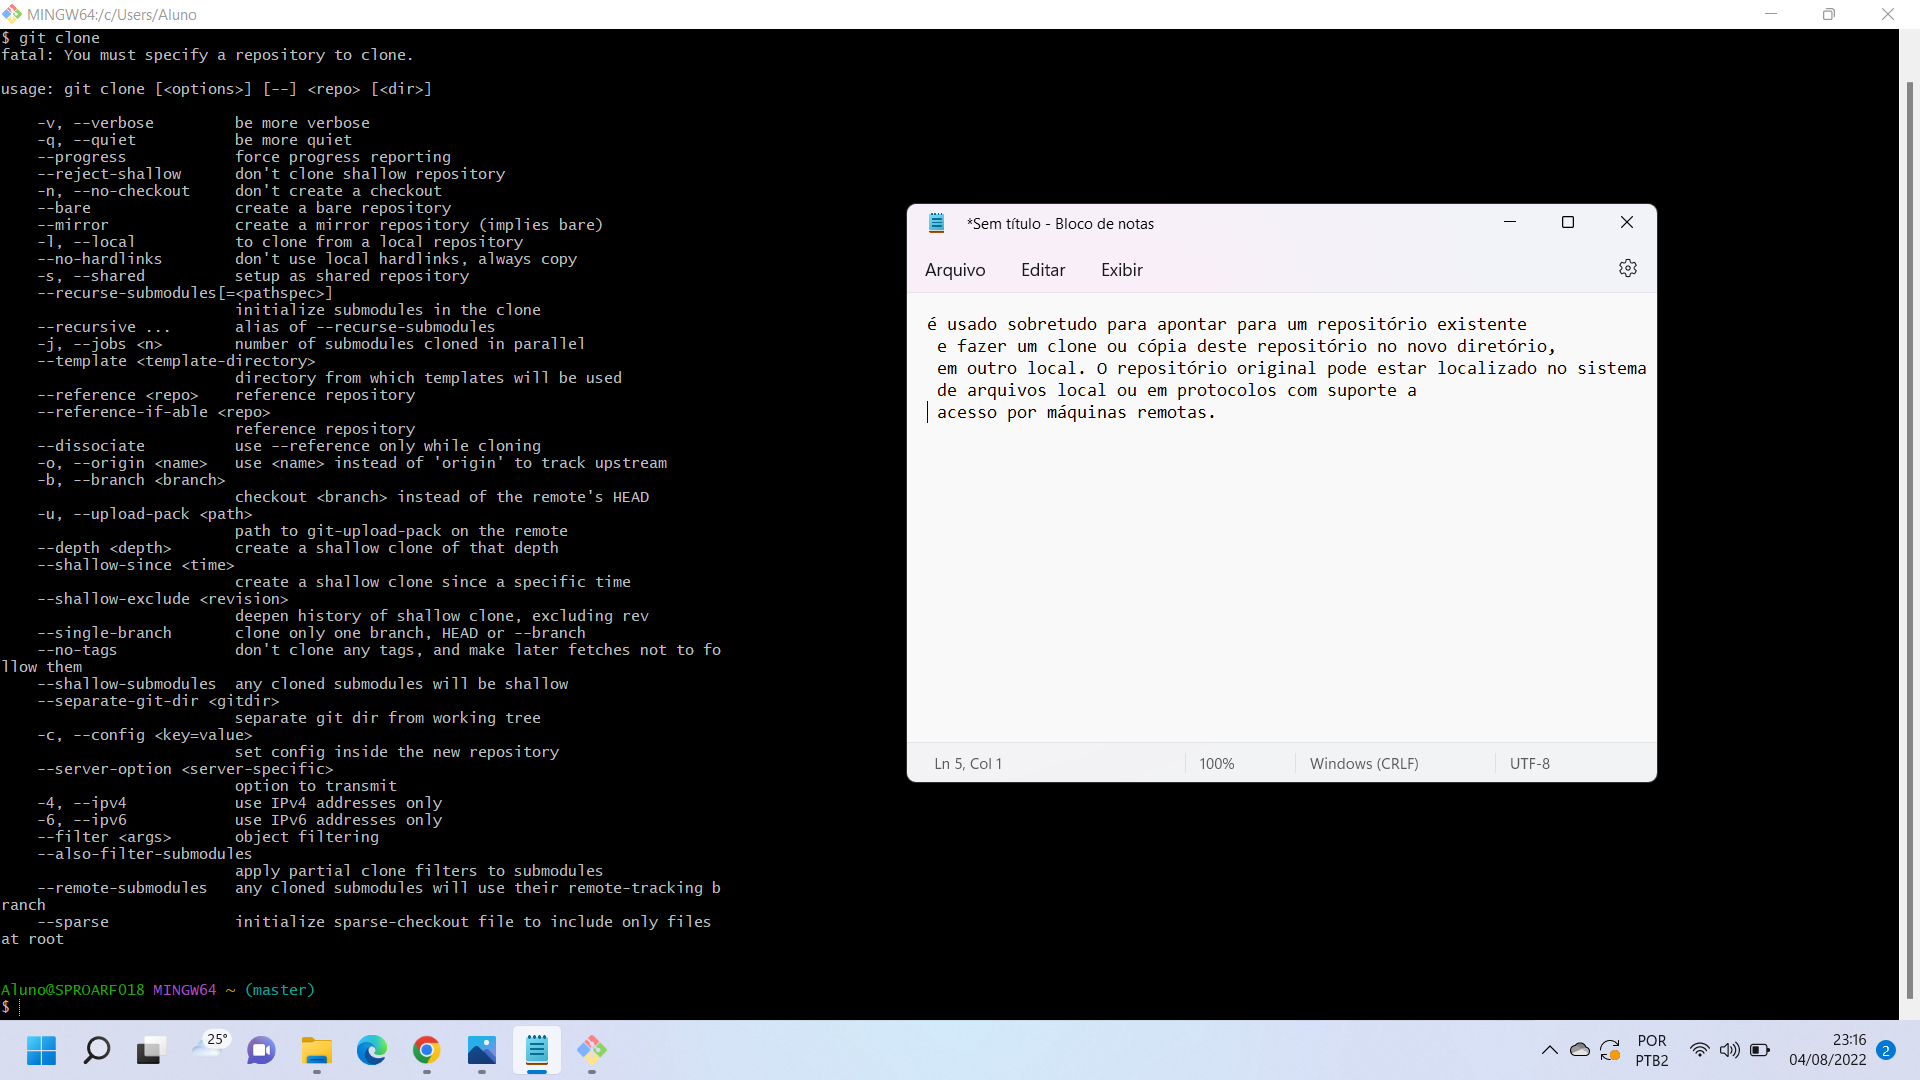 MINGW64:/c/Users/Aluno
$ git clone
fatal: You must specify a repository to clone.
usage: git clone [<options>] [--] <repo> [<dir>]
-v, --verbose be more verbose
-q, --quiet be more quiet
--progress force progress reporting
--reject-shallow don't clone shallow repository
-n, --no-checkout don't create a checkout
--bare create a bare repository
--mirror create a mirror repository (implies bare)
-l, --local to clone from a local repository
--no-hardlinks don't use local hardlinks, always copy
-s, --shared setup as shared repository
--recurse-submodules[=<pathspec>]
initialize submodules in the clone
--recursive ... alias of --recurse-submodules
-j, --jobs <n> number of submodules cloned in parallel
--template <template-directory>
directory from which templates will be used
--reference <repo> reference repository
--reference-if-able <repo>
reference repository
--dissociate use --reference only while cloning
-o, --origin <name> use <name> instead of 'origin' to track upstream
-b, --branch <branch>
checkout <branch> instead of the remote's HEAD
-u, --upload-pack <path>
path to git-upload-pack on the remote
--depth <depth> create a shallow clone of that depth
--shallow-since <time>
create a shallow clone since a specific time
--shallow-exclude <revision>
deepen history of shallow clone, excluding rev
--single-branch clone only one branch, HEAD or --branch
--no-tags don't clone any tags, and make later fetches not to fo
llow them
--shallow-submodules any cloned submodules will be shallow
--separate-git-dir <gitdir>
separate git dir from working tree
-c, --config <key=value>
set config inside the new repository
--server-option <server-specific>
option to transmit
-4, --ipv4 use IPv4 addresses only
-6, --ipv6 use IPv6 addresses only
--filter <args> object filtering
--also-filter-submodules
apply partial clone filters to submodules
--remote-submodules any cloned submodules will use their remote-tracking b
ranch
--sparse initialize sparse-checkout file to include only files
at root
Aluno@SPROARF018 MINGW64 ~ (master)
$
*Sem título - Bloco de notas
Arquivo Editar Exibir
é usado sobretudo para apontar para um repositório existente
e fazer um clone ou cópia deste repositório no novo diretório,
em outro local. O repositório original pode estar localizado no sistema
de arquivos local ou em protocolos com suporte a
acesso por máquinas remotas.
Ln 5, Col 1 100% Windows (CRLF) UTF-8
25°
POR
PTB2
23:16
04/08/2022
2